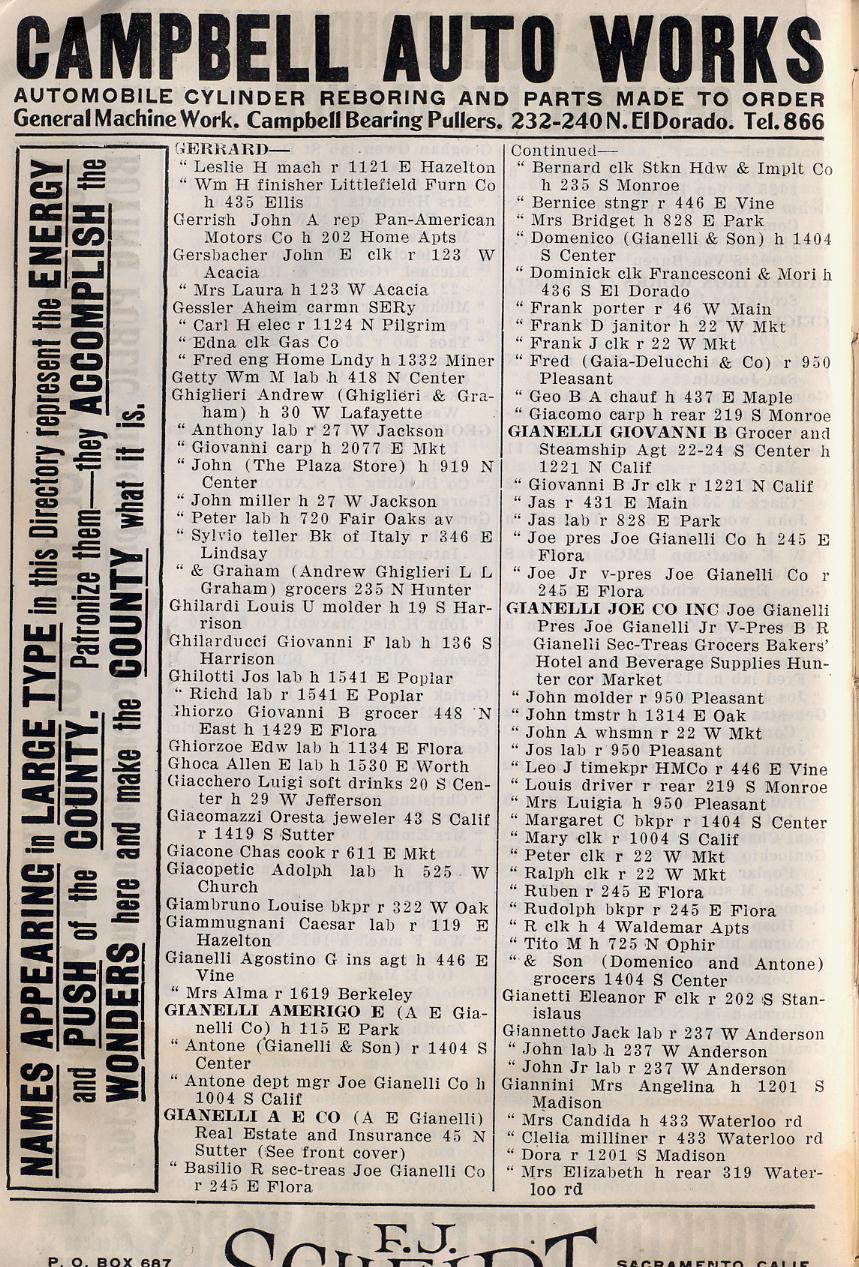 CAMPBELL AUTO WORKS
AUTOMOBILE CYLINDER REBORING AND PARTS MADE TO ORDER
General Machine Work. Campbell Bearing Pullers. 232-240 N. El Dorado. Tel. 866
NAMES APPEARING in LARGE TYPE in this Directory represent the ENERGY
and PUSH of the COUNTY. Patronize them—they ACCOMPLISH the
WONDERS here and make the COUNTY what it is.
GERRARD—
" Leslie H mach r 1121 E Hazelton
" Wm H finisher Littlefield Furn Co
h 435 Ellis
Gerrish John A rep Pan-American
Motors Co h 202 Home Apts
Gersbacher John E clk r 123 W
Acacia
" Mrs Laura h 123 W Acacia
Gessler Aheim carmn SERy
" Carl H elec r 1124 N Pilgrim
" Edna clk Gas Co
" Fred eng Home Lndy h 1332 Miner
Getty Wm M lab h 418 N Center
Ghiglieri Andrew (Ghiglieri & Gra-
ham) h 30 W Lafayette
" Anthony lab r 27 W Jackson
" Giovanni carp h 2077 E Mkt
" John (The Plaza Store) h 919 N
Center
" John miller h 27 W Jackson
" Peter lab h 720 Fair Oaks av
" Sylvio teller Bk of Italy r 346 E
Lindsay
" & Graham (Andrew Ghiglieri L L
Graham) grocers 235 N Hunter
Ghilardi Louis U molder h 19 S Har-
rison
Ghilarducci Giovanni F lab h 136 S
Harrison
Ghilotti Jos lab h 1541 E Poplar
" Richd lab r 1541 E Poplar
Ghiorzo Giovanni B grocer 448 N
East h 1429 E Flora
Ghiorzoe Edw lab h 1134 E Flora
Ghoca Allen E lab h 1530 E Worth
Giacchero Luigi soft drinks 20 S Cen-
ter h 29 W Jefferson
Giacomazzi Oresta jeweler 43 S Calif
r 1419 S Sutter
Giacone Chas cook r 611 E Mkt
Giacopetic Adolph lab h 525 W
Church
Giambruno Louise bkpr r 322 W Oak
Giammugnani Caesar lab r 119 E
Hazelton
Gianelli Agostino G ins agt h 446 E
Vine
" Mrs Alma r 1619 Berkeley
GIANELLI AMERIGO E (A E Gia-
nelli Co) h 115 E Park
" Antone (Gianelli & Son) r 1404 S
Center
" Antone dept mgr Joe Gianelli Co h
1004 S Calif
GIANELLI A E CO (A E Gianelli)
Real Estate and Insurance 45 N
Sutter (See front cover)
" Basilio R sec-treas Joe Gianelli Co
r 245 E Flora
Continued—
" Bernard clk Stkn Hdw & Implt Co
h 235 S Monroe
" Bernice stngr r 446 E Vine
" Mrs Bridget h 828 E Park
" Domenico (Gianelli & Son) h 1404
S Center
" Dominick clk Francesconi & Mori h
436 S El Dorado
" Frank porter r 46 W Main
" Frank D janitor h 22 W Mkt
" Frank J clk r 22 W Mkt
" Fred (Gaia-Delucchi & Co) r 950
Pleasant
" Geo B A chauf h 437 E Maple
" Giacomo carp h rear 219 S Monroe
GIANELLI GIOVANNI B Grocer and
Steamship Agt 22-24 S Center h
1221 N Calif
" Giovanni B Jr clk r 1221 N Calif
" Jas r 431 E Main
" Jas lab r 828 E Park
" Joe pres Joe Gianelli Co h 245 E
Flora
" Joe Jr v-pres Joe Gianelli Co r
245 E Flora
GIANELLI JOE CO INC Joe Gianelli
Pres Joe Gianelli Jr V-Pres B R
Gianelli Sec-Treas Grocers Bakers'
Hotel and Beverage Supplies Hun-
ter cor Market
" John molder r 950 Pleasant
" John tmstr h 1314 E Oak
" John A whsmn r 22 W Mkt
" Jos lab r 950 Pleasant
" Leo J timekpr HMCo r 446 E Vine
" Louis driver r rear 219 S Monroe
" Mrs Luigia h 950 Pleasant
" Margaret C bkpr r 1404 S Center
" Mary clk r 1004 S Calif
" Peter clk r 22 W Mkt
" Ralph clk r 22 W Mkt
" Ruben r 245 E Flora
" Rudolph bkpr r 245 E Flora
" R clk h 4 Waldemar Apts
" Tito M h 725 N Ophir
" & Son (Domenico and Antone)
grocers 1404 S Center
Gianetti Eleanor F clk r 202 S Stan-
islaus
Giannetto Jack lab r 237 W Anderson
" John lab h 237 W Anderson
" John Jr lab r 237 W Anderson
Giannini Mrs Angelina h 1201 S
Madison
" Mrs Candida h 433 Waterloo rd
" Clelia milliner r 433 Waterloo rd
" Dora r 1201 S Madison
" Mrs Elizabeth h rear 319 Water-
loo rd
F. J.
P. O. BOX 687
SACRAMENTO, CALIF.